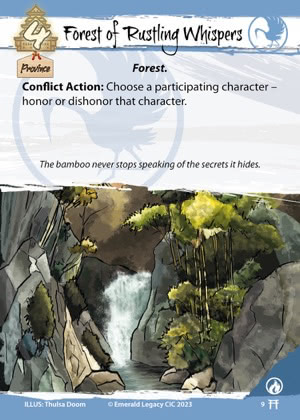 4
Forest of Rustling Whispers
Province
Forest.
Conflict Action: Choose a participating character –
honor or dishonor that character.
The bamboo never stops speaking of the secrets it hides.
ILLUS: Thulsa Doom
© Emerald Legacy CIC 2023
9